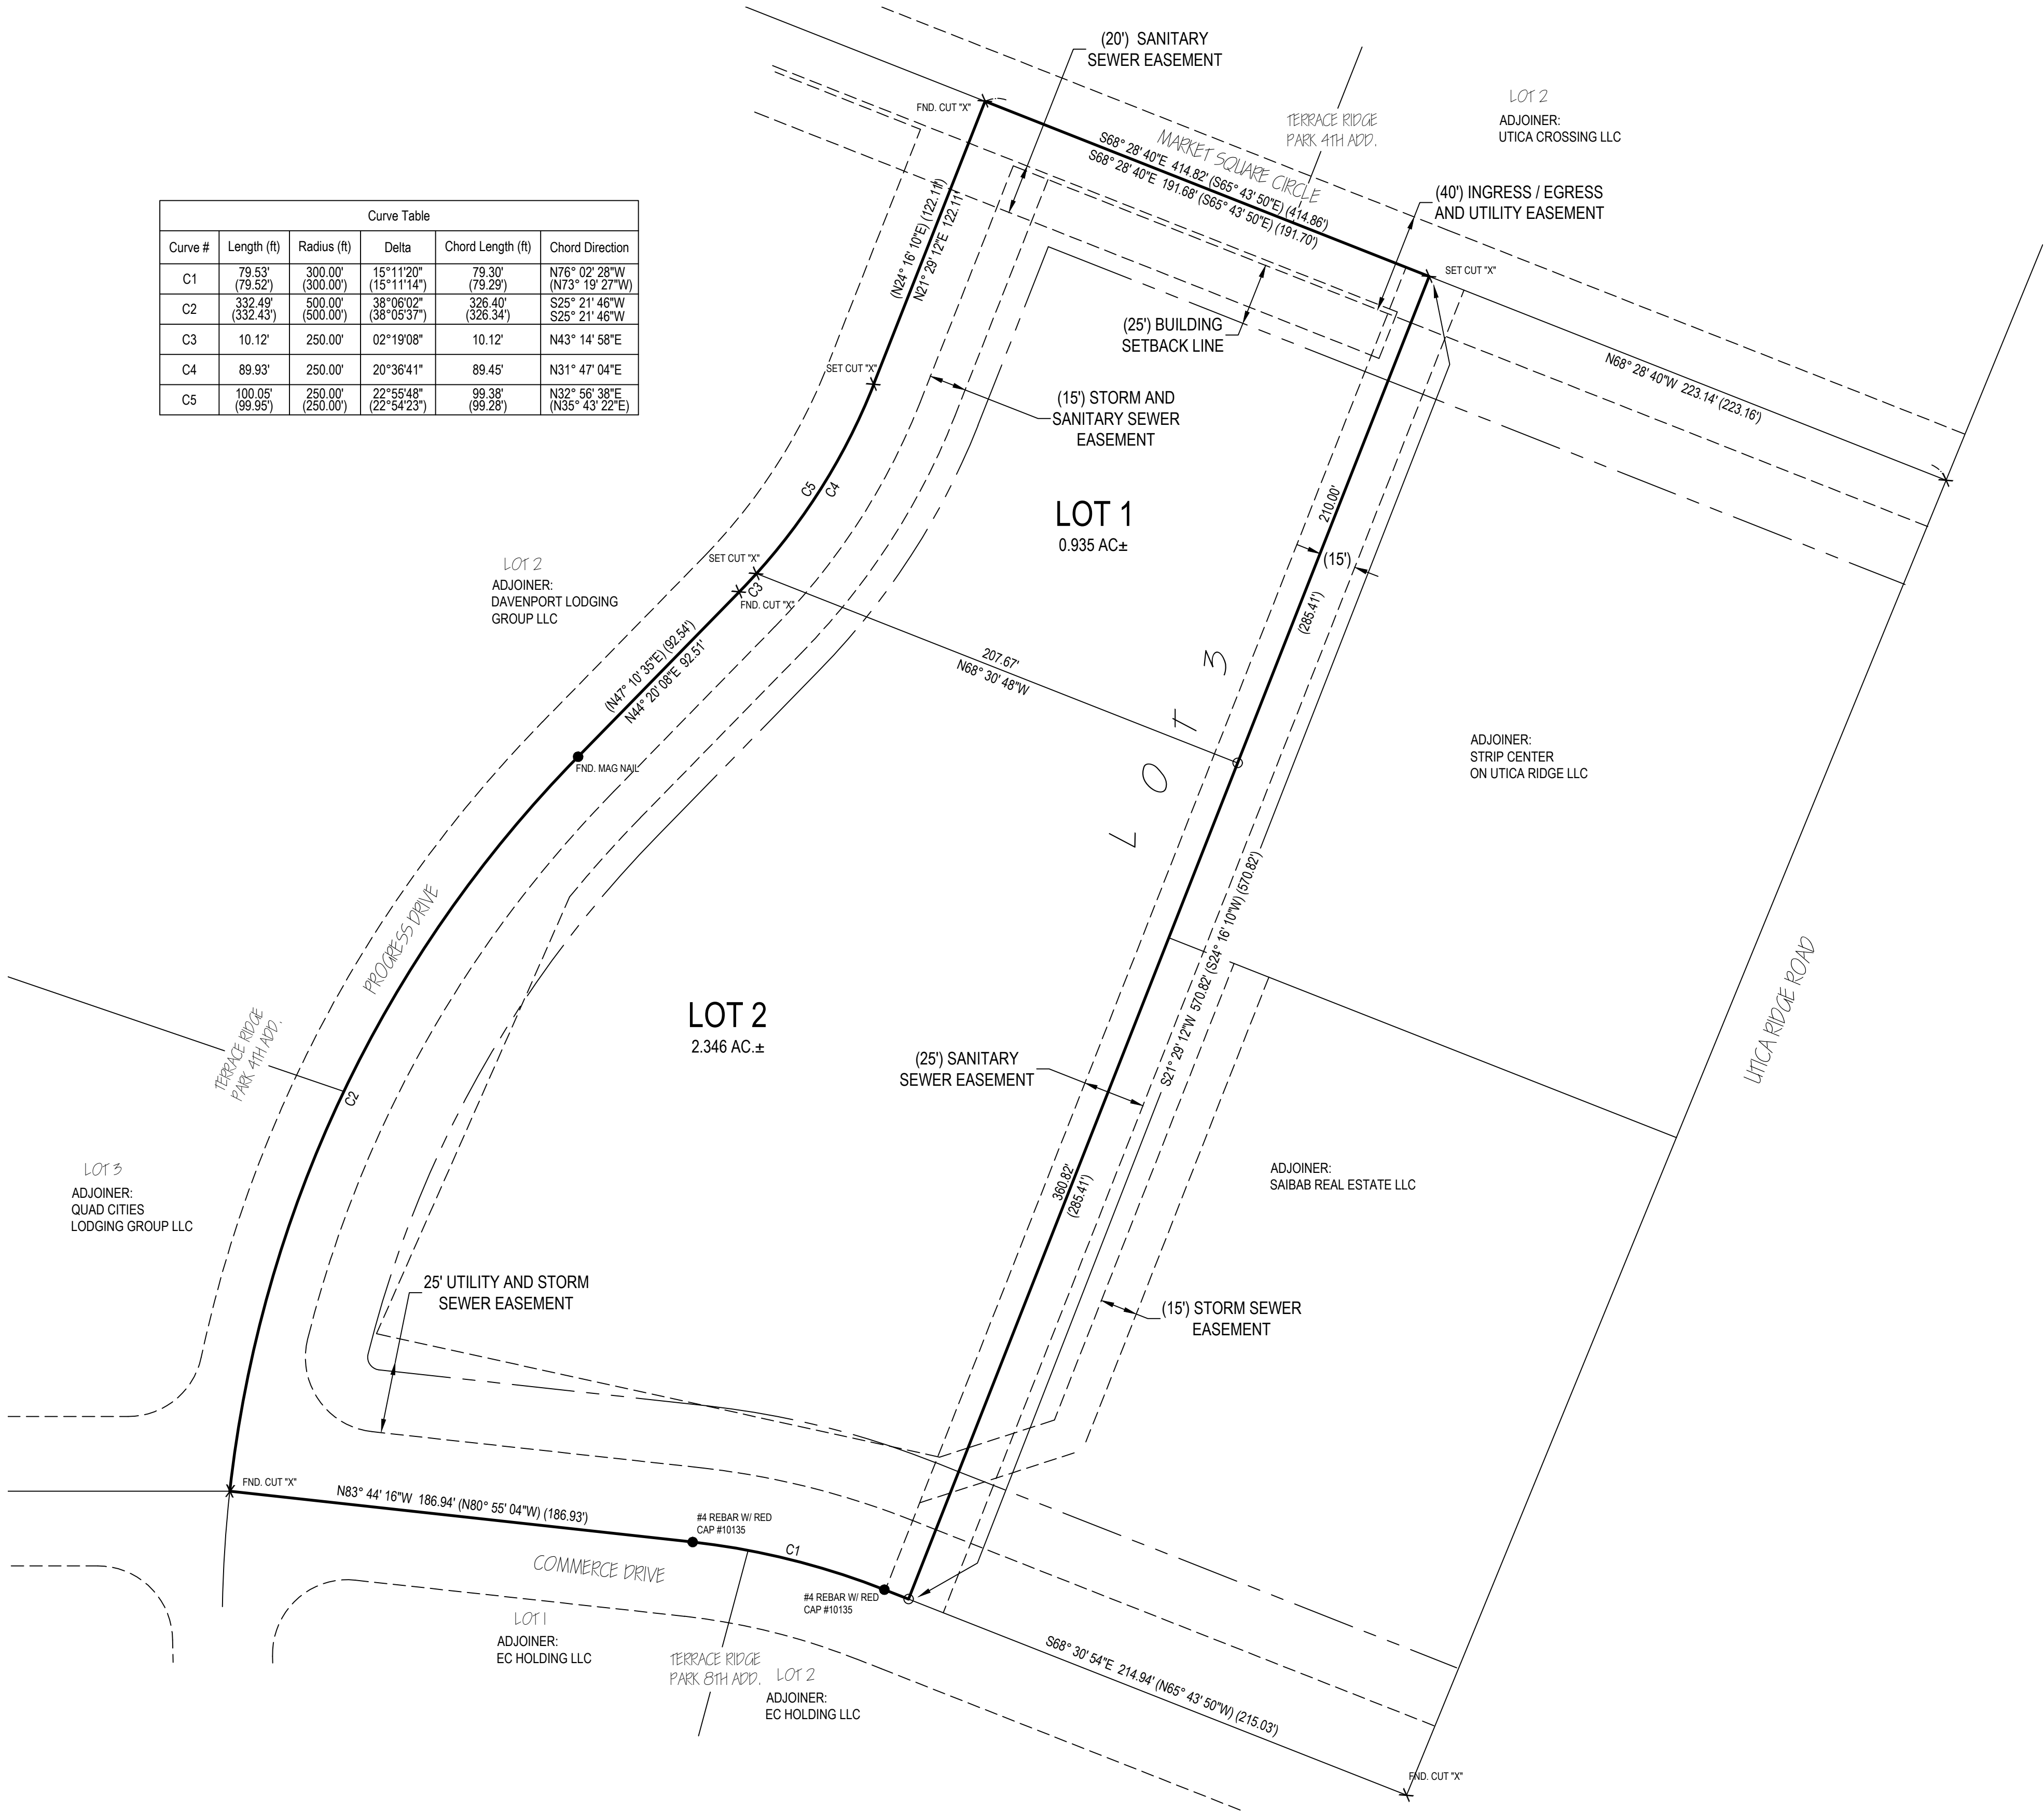 (20') SANITARY
SEWER EASEMENT
FND. CUT "X"
LOT 2
ADJOINER:
UTICA CROSSING LLC
TERRACE RIDGE
PARK 4TH ADD.
MARKET SQUARE CIRCLE
S68° 28' 40"E 414.82' (S65° 43' 50"E) (414.86')
S68° 28' 40"E 191.68' (S65° 43' 50"E) (191.70')
(40') INGRESS / EGRESS
AND UTILITY EASEMENT
Curve Table
Curve # Length (ft) Radius (ft) Delta Chord Length (ft) Chord Direction
C1 79.53' 300.00' 15°11'20" 79.30' N76° 02' 28"W
(79.52') (300.00') (15°11'14") (79.29') (N73° 19' 27"W)
C2 332.49' 500.00' 38°06'02" 326.40' S25° 21' 46"W
(332.43') (500.00') (38°05'37") (326.34') S25° 21' 46"W
C3 10.12' 250.00' 02°19'08" 10.12' N43° 14' 58"E
C4 89.93' 250.00' 20°36'41" 89.45' N31° 47' 04"E
C5 100.05' 250.00' 22°55'48" 99.38' N32° 56' 38"E
(99.95') (250.00') (22°54'23") (99.28') (N35° 43' 22"E)
(N24° 16' 10"E) (122.11')
N21° 29' 12"E 122.11'
SET CUT "X"
(25') BUILDING
SETBACK LINE
N68° 28' 40"W 223.14' (223.16')
SET CUT "X"
(15') STORM AND
SANITARY SEWER
EASEMENT
C5
C4
LOT 1
0.935 AC±
210.00'
(15')
(285.41')
SET CUT "X"
C3
FND. CUT "X"
LOT 2
ADJOINER:
DAVENPORT LODGING
GROUP LLC
(N47° 10' 35"E) (92.54')
N44° 20' 08"E 92.51'
207.67'
N68° 30' 48"W
LOT 3
FND. MAG NAIL
ADJOINER:
STRIP CENTER
ON UTICA RIDGE LLC
PROGRESS DRIVE
S21° 29' 12"W 570.82' (S24° 16' 10"W) (570.82')
UTICA RIDGE ROAD
TERRACE RIDGE
PARK 4TH ADD.
C2
LOT 2
2.346 AC.±
(25') SANITARY
SEWER EASEMENT
LOT 3
ADJOINER:
QUAD CITIES
LODGING GROUP LLC
360.82'
(285.41')
ADJOINER:
SAIBAB REAL ESTATE LLC
25' UTILITY AND STORM
SEWER EASEMENT
(15') STORM SEWER
EASEMENT
FND. CUT "X"
N83° 44' 16"W 186.94' (N80° 55' 04"W) (186.93')
#4 REBAR W/ RED
CAP #10135
C1
COMMERCE DRIVE
#4 REBAR W/ RED
CAP #10135
LOT 1
ADJOINER:
EC HOLDING LLC
TERRACE RIDGE
PARK 8TH ADD.
LOT 2
ADJOINER:
EC HOLDING LLC
S68° 30' 54"E 214.94' (N65° 43' 50"W) (215.03')
FND. CUT "X"